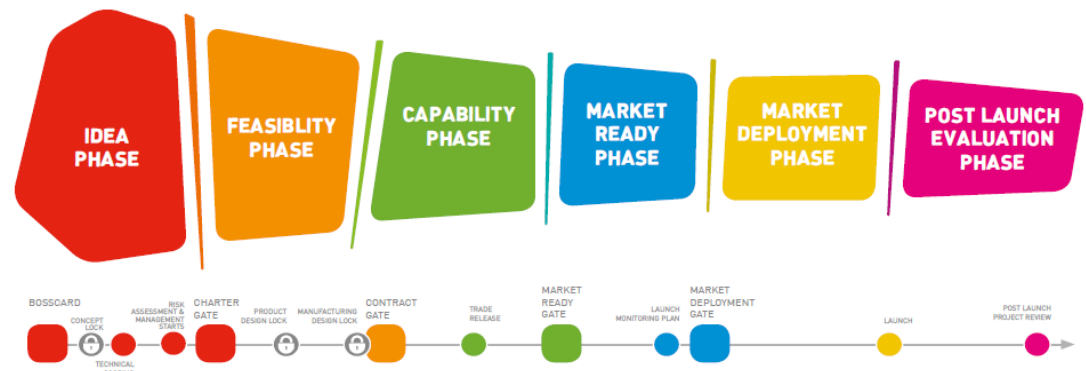 IDEA
PHASE
FEASIBLITY
PHASE
CAPABILITY
PHASE
MARKET
READY
PHASE
MARKET
DEPLOYMENT
PHASE
POST LAUNCH
EVALUATION
PHASE
BOSSCARD
CONCEPT
LOCK
TECHNICAL
RISK
ASSESSMENT &
MANAGEMENT
STARTS
CHARTER
GATE
PRODUCT
DESIGN LOCK
MANUFACTURING
DESIGN LOCK
CONTRACT
GATE
TRADE
RELEASE
MARKET
READY
GATE
LAUNCH
MONITORING PLAN
MARKET
DEPLOYMENT
GATE
LAUNCH
POST LAUNCH
PROJECT REVIEW